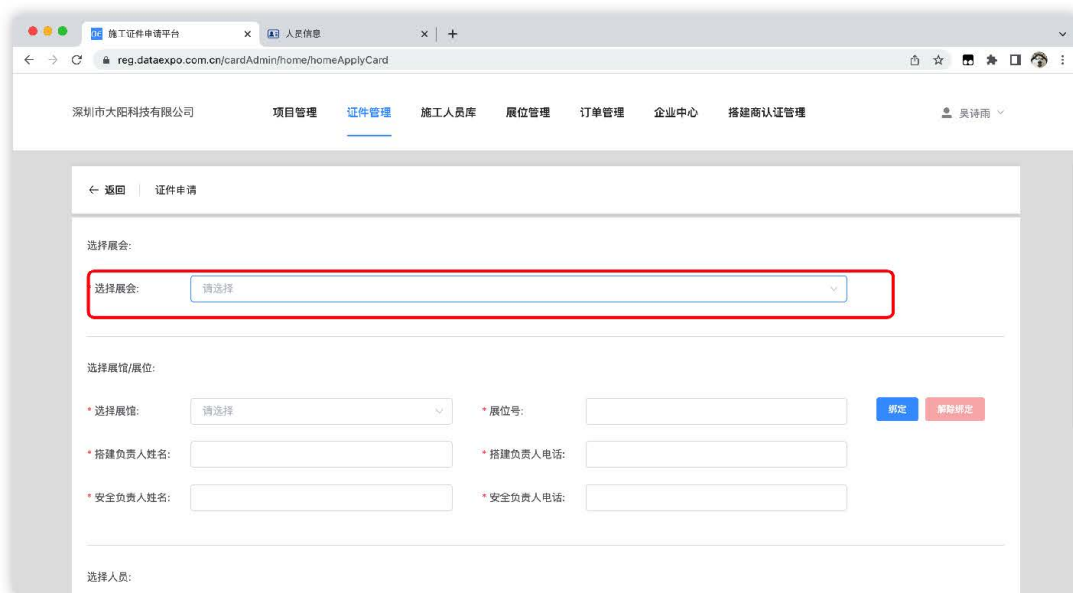 DE 施工证件申请平台 × 人员信息 × +
reg.dataexpo.com.cn/cardAdmin/home/homeApplyCard
深圳市大阳科技有限公司 项目管理 证件管理 施工人员库 展位管理 订单管理 企业中心 搭建商认证管理 吴诗雨
← 返回 证件申请
选择展会:
* 选择展会: 请选择
选择展馆/展位:
* 选择展馆: 请选择 * 展位号: 绑定 解除绑定
* 搭建负责人姓名: * 搭建负责人电话:
* 安全负责人姓名: * 安全负责人电话:
选择人员: